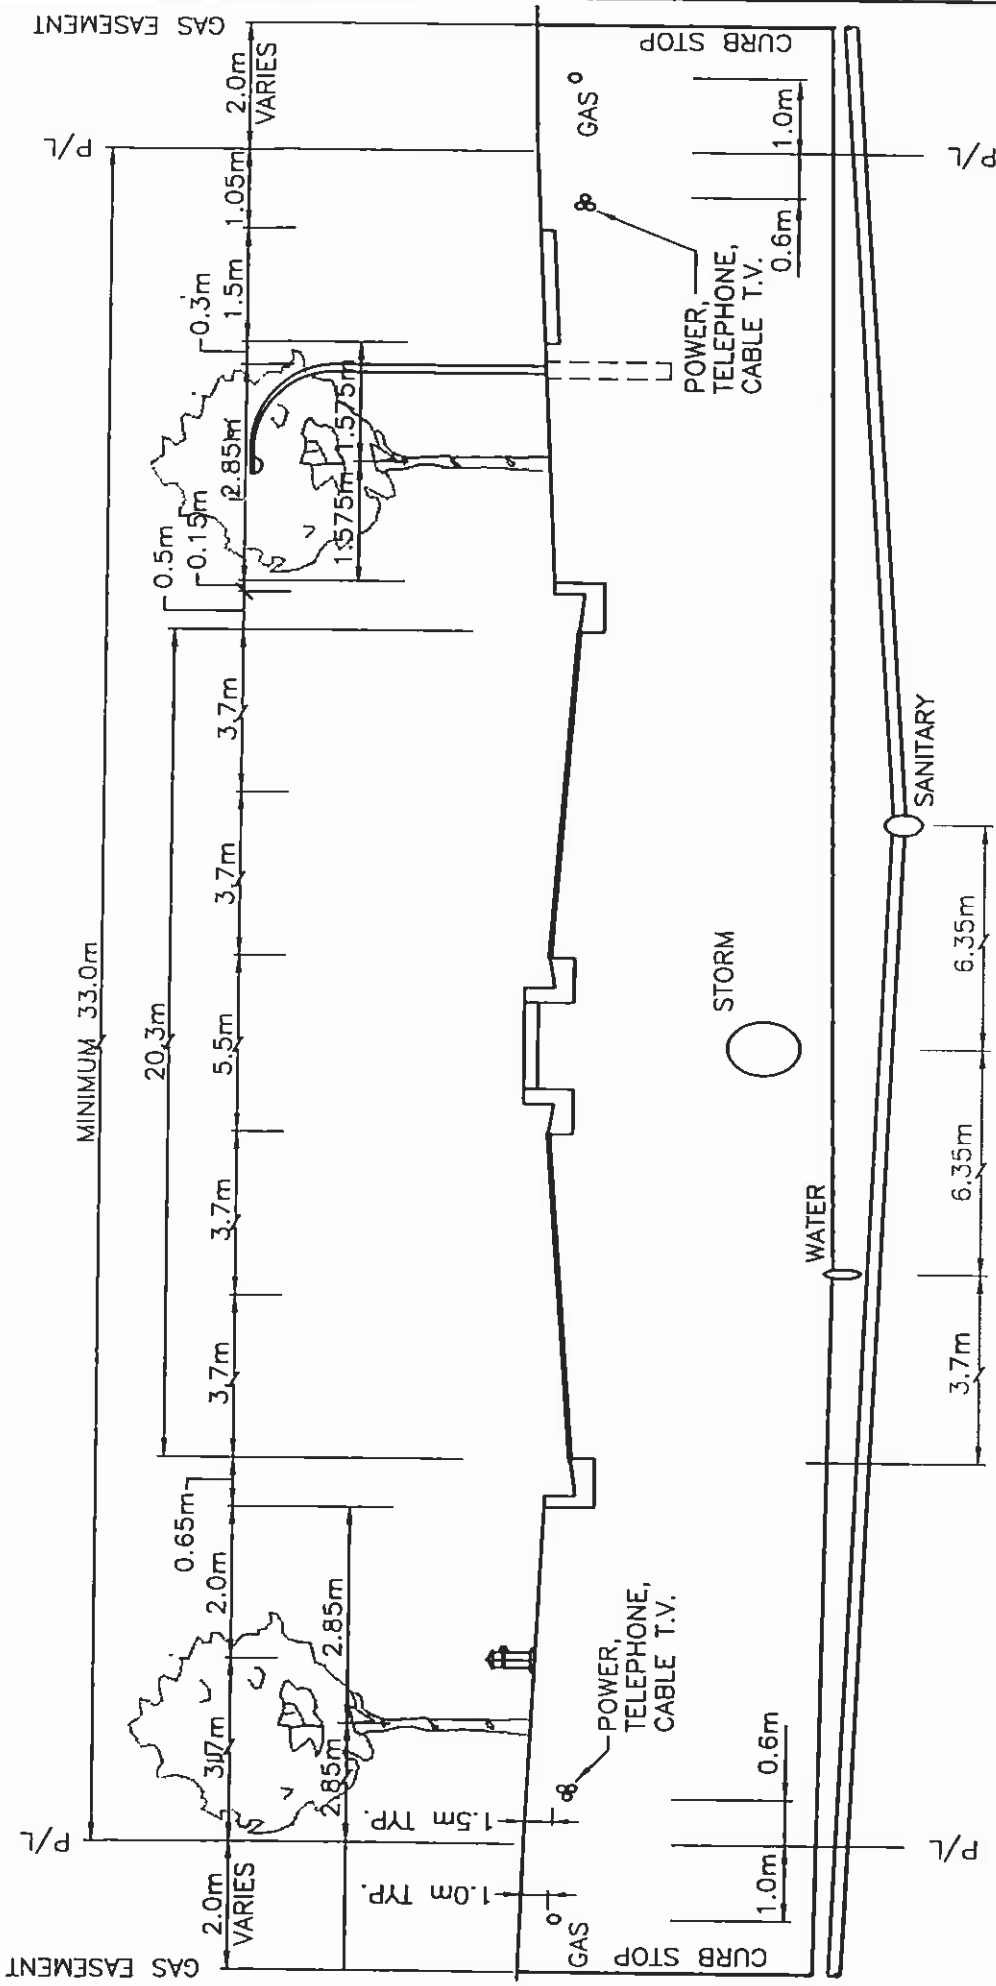 GAS EASEMENT
P/L
MINIMUM 33.0m
P/L
GAS EASEMENT
20.3m
0.65m
0.5m
0.15m
0.3m
2.0m
VARIES
3.7m
2.0m
3.7m
3.7m
5.5m
3.7m
3.7m
2.85m
1.5m
1.05m
2.0m
VARIES
2.85m
2.85m
1.575m
1.575m
1.0m TYP.
1.5m TYP.
GAS
POWER,
TELEPHONE,
CABLE T.V.
GAS
POWER,
TELEPHONE,
CABLE T.V.
CURB STOP
STORM
CURB STOP
WATER
SANITARY
1.0m
0.6m
0.6m
1.0m
P/L
3.7m
6.35m
6.35m
P/L